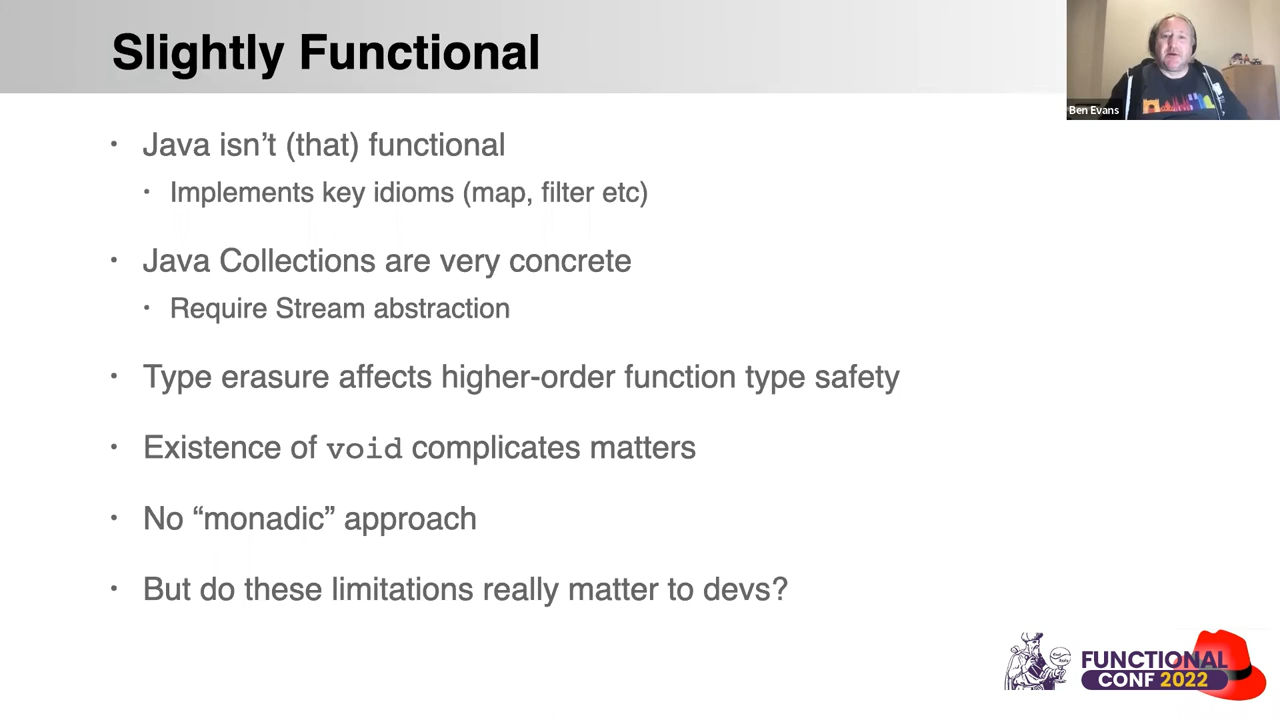 Slightly Functional
Ben Evans
• Java isn’t (that) functional
• Implements key idioms (map, filter etc)
• Java Collections are very concrete
• Require Stream abstraction
• Type erasure affects higher-order function type safety
• Existence of void complicates matters
• No “monadic” approach
• But do these limitations really matter to devs?
FUNCTIONAL
CONF 2022